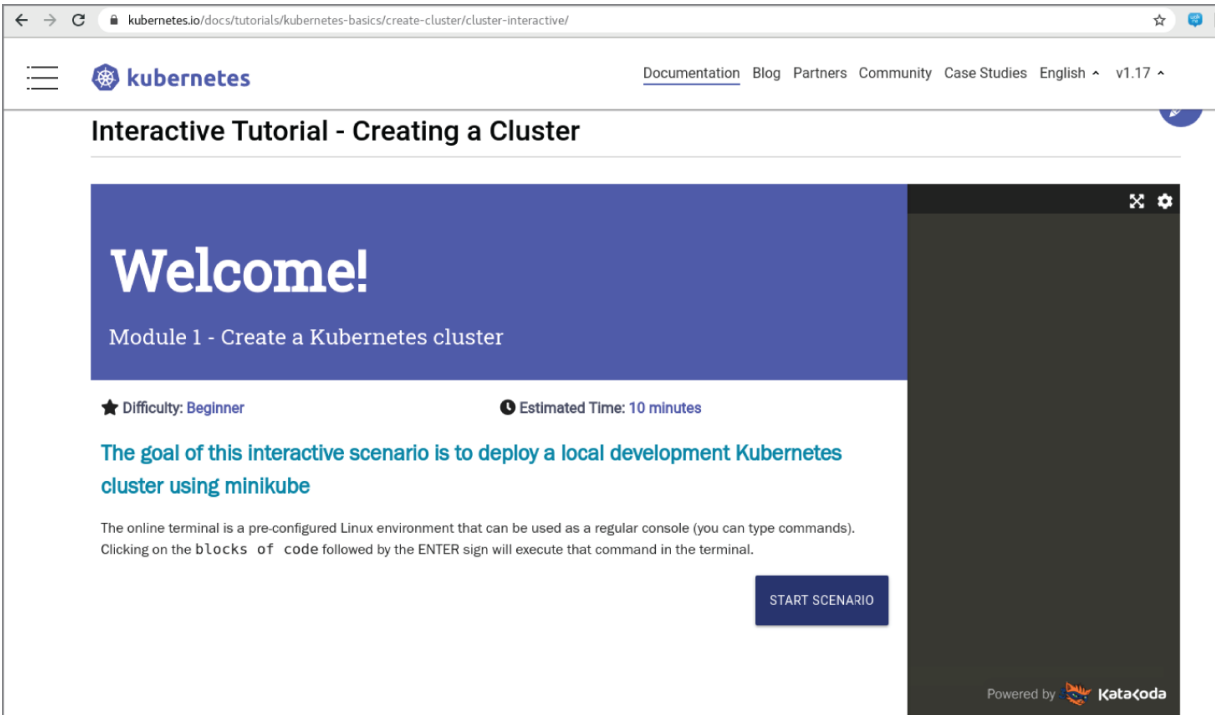 kubernetes.io/docs/tutorials/kubernetes-basics/create-cluster/cluster-interactive/
kubernetes
Documentation Blog Partners Community Case Studies English v1.17
Interactive Tutorial - Creating a Cluster
Welcome!
Module 1 - Create a Kubernetes cluster
Difficulty: Beginner
Estimated Time: 10 minutes
The goal of this interactive scenario is to deploy a local development Kubernetes
cluster using minikube
The online terminal is a pre-configured Linux environment that can be used as a regular console (you can type commands).
Clicking on the blocks of code followed by the ENTER sign will execute that command in the terminal.
START SCENARIO
Powered by Katakoda